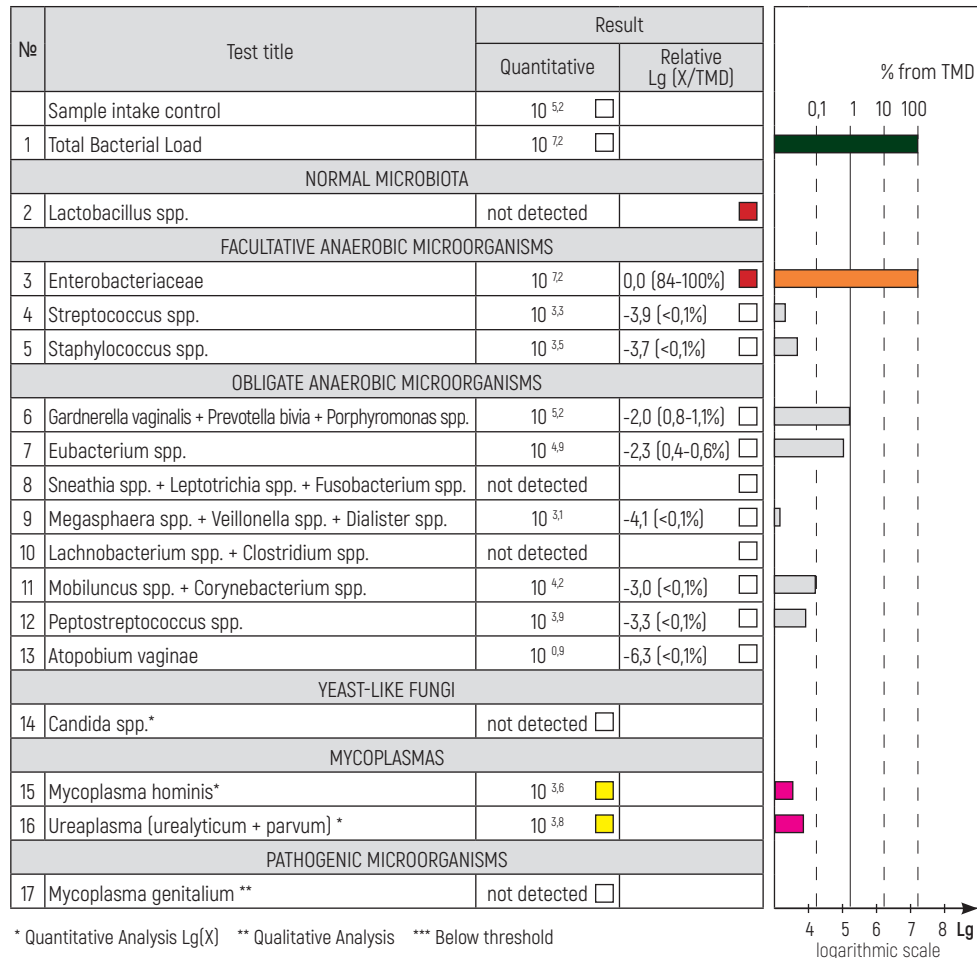 № Test title Result
Quantitative Relative Lg (X/TMD)
% from TMD
0,1 1 10 100
Sample intake control 10 5,2
1 Total Bacterial Load 10 7,2
NORMAL MICROBIOTA
2 Lactobacillus spp. not detected
FACULTATIVE ANAEROBIC MICROORGANISMS
3 Enterobacteriaceae 10 7,2 0,0 (84-100%)
4 Streptococcus spp. 10 3,3 -3,9 (<0,1%)
5 Staphylococcus spp. 10 3,5 -3,7 (<0,1%)
OBLIGATE ANAEROBIC MICROORGANISMS
6 Gardnerella vaginalis + Prevotella bivia + Porphyromonas spp. 10 5,2 -2,0 (0,8-1,1%)
7 Eubacterium spp. 10 4,9 -2,3 (0,4-0,6%)
8 Sneathia spp. + Leptotrichia spp. + Fusobacterium spp. not detected
9 Megasphaera spp. + Veillonella spp. + Dialister spp. 10 3,1 -4,1 (<0,1%)
10 Lachnobacterium spp. + Clostridium spp. not detected
11 Mobiluncus spp. + Corynebacterium spp. 10 4,2 -3,0 (<0,1%)
12 Peptostreptococcus spp. 10 3,9 -3,3 (<0,1%)
13 Atopobium vaginae 10 0,9 -6,3 (<0,1%)
YEAST-LIKE FUNGI
14 Candida spp.* not detected
MYCOPLASMAS
15 Mycoplasma hominis* 10 3,6
16 Ureaplasma (urealyticum + parvum) * 10 3,8
PATHOGENIC MICROORGANISMS
17 Mycoplasma genitalium ** not detected
4 5 6 7 8 Lg
logarithmic scale
* Quantitative Analysis Lg(X) ** Qualitative Analysis *** Below threshold